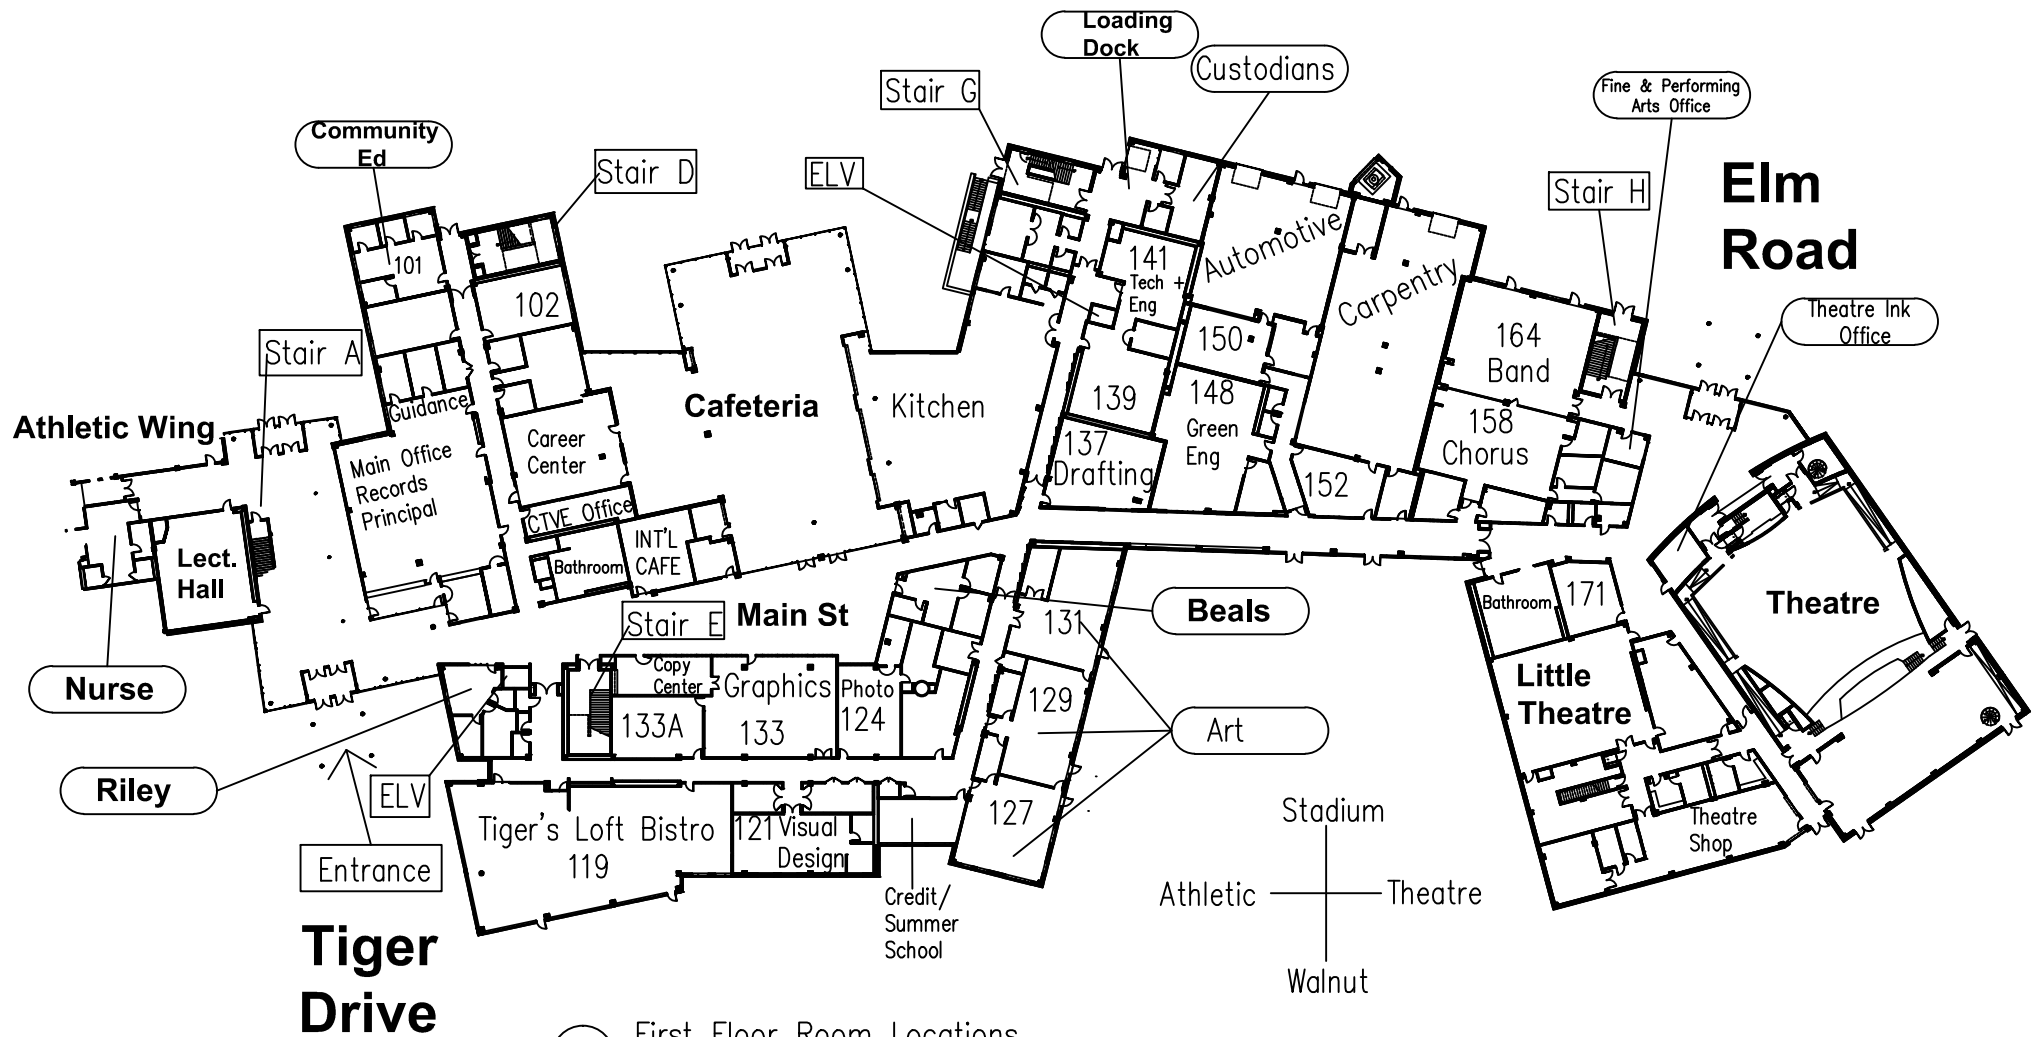 Loading
Dock
Custodians
Stair G
Fine & Performing
Arts Office
Community
Ed
Stair D
ELV
Stair H
Elm
Road
101
102
141
Tech +
Eng
Automotive
Carpentry
Theatre Ink
Office
Stair A
150
164
Band
Athletic Wing
Guidance
Cafeteria
Kitchen
139
148
Green
Eng
158
Chorus
Main Office
Records
Principal
Career
Center
137
Drafting
152
CTVE Office
Lect.
Hall
Bathroom
INT'L
CAFE
Nurse
Stair E
Main St
Beals
131
Bathroom
171
Theatre
Copy
Center
Graphics
Photo
124
133A
133
129
Art
Little
Theatre
Riley
ELV
Entrance
Tiger's Loft Bistro
119
121
Visual
Design
127
Theatre
Shop
Credit/
Summer
School
Stadium
Athletic
Theatre
Walnut
Tiger
Drive
First Floor Room Locations